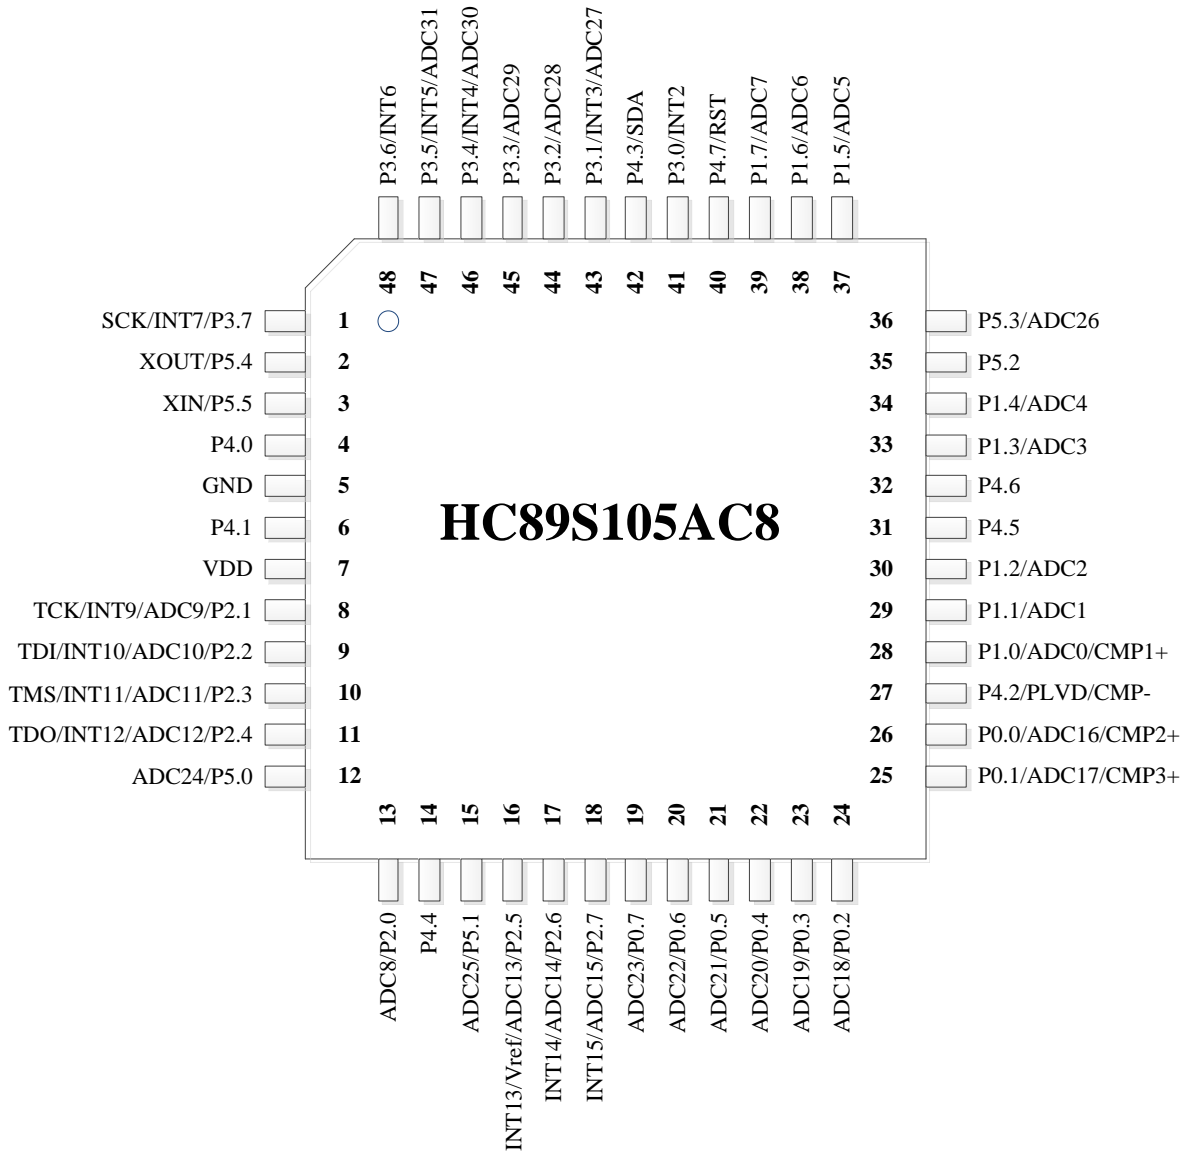 P3.6/INT6
P3.5/INT5/ADC31
P3.4/INT4/ADC30
P3.3/ADC29
P3.2/ADC28
P3.1/INT3/ADC27
P4.3/SDA
P3.0/INT2
P4.7/RST
P1.7/ADC7
P1.6/ADC6
P1.5/ADC5
48
47
46
45
44
43
42
41
40
39
38
37
SCK/INT7/P3.7 1
XOUT/P5.4 2
XIN/P5.5 3
P4.0 4
GND 5
P4.1 6
VDD 7
TCK/INT9/ADC9/P2.1 8
TDI/INT10/ADC10/P2.2 9
TMS/INT11/ADC11/P2.3 10
TDO/INT12/ADC12/P2.4 11
ADC24/P5.0 12
HC89S105AC8
36 P5.3/ADC26
35 P5.2
34 P1.4/ADC4
33 P1.3/ADC3
32 P4.6
31 P4.5
30 P1.2/ADC2
29 P1.1/ADC1
28 P1.0/ADC0/CMP1+
27 P4.2/PLVD/CMP-
26 P0.0/ADC16/CMP2+
25 P0.1/ADC17/CMP3+
13
14
15
16
17
18
19
20
21
22
23
24
ADC8/P2.0
P4.4
ADC25/P5.1
INT13/Vref/ADC13/P2.5
INT14/ADC14/P2.6
INT15/ADC15/P2.7
ADC23/P0.7
ADC22/P0.6
ADC21/P0.5
ADC20/P0.4
ADC19/P0.3
ADC18/P0.2